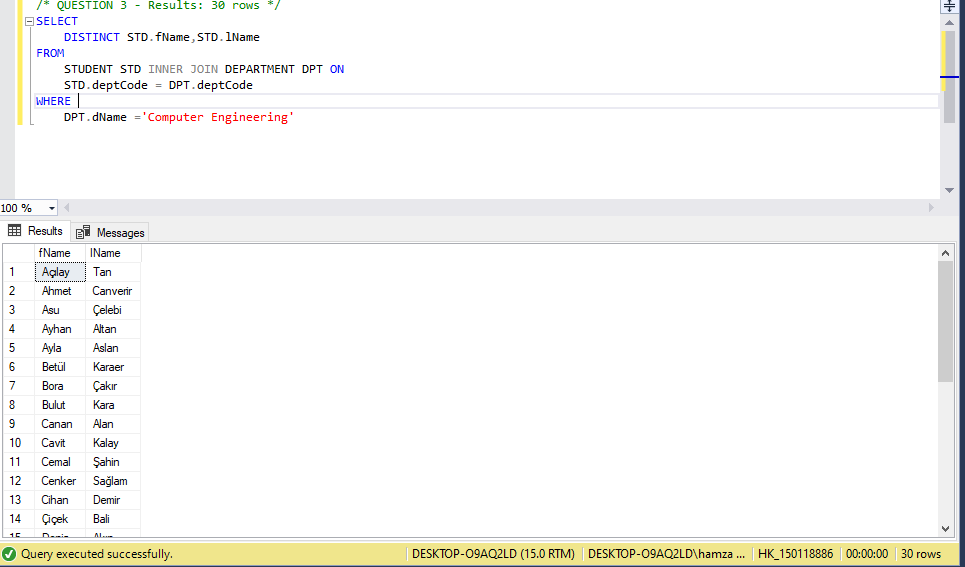 /* QUESTION 3 - Results: 30 rows */
SELECT
DISTINCT STD.fName,STD.lName
FROM
STUDENT STD INNER JOIN DEPARTMENT DPT ON
STD.deptCode = DPT.deptCode
WHERE
DPT.dName ='Computer Engineering'
100 %
Results Messages
fName lName
1 Açılay Tan
2 Ahmet Canverir
3 Asu Çelebi
4 Ayhan Altan
5 Ayla Aslan
6 Betül Karaer
7 Bora Çakır
8 Bulut Kara
9 Canan Alan
10 Cavit Kalay
11 Cemal Şahin
12 Cenker Sağlam
13 Cihan Demir
14 Çiçek Bali
15
Query executed successfully. DESKTOP-O9AQ2LD (15.0 RTM) DESKTOP-O9AQ2LD\hamza ... HK_150118886 00:00:00 30 rows